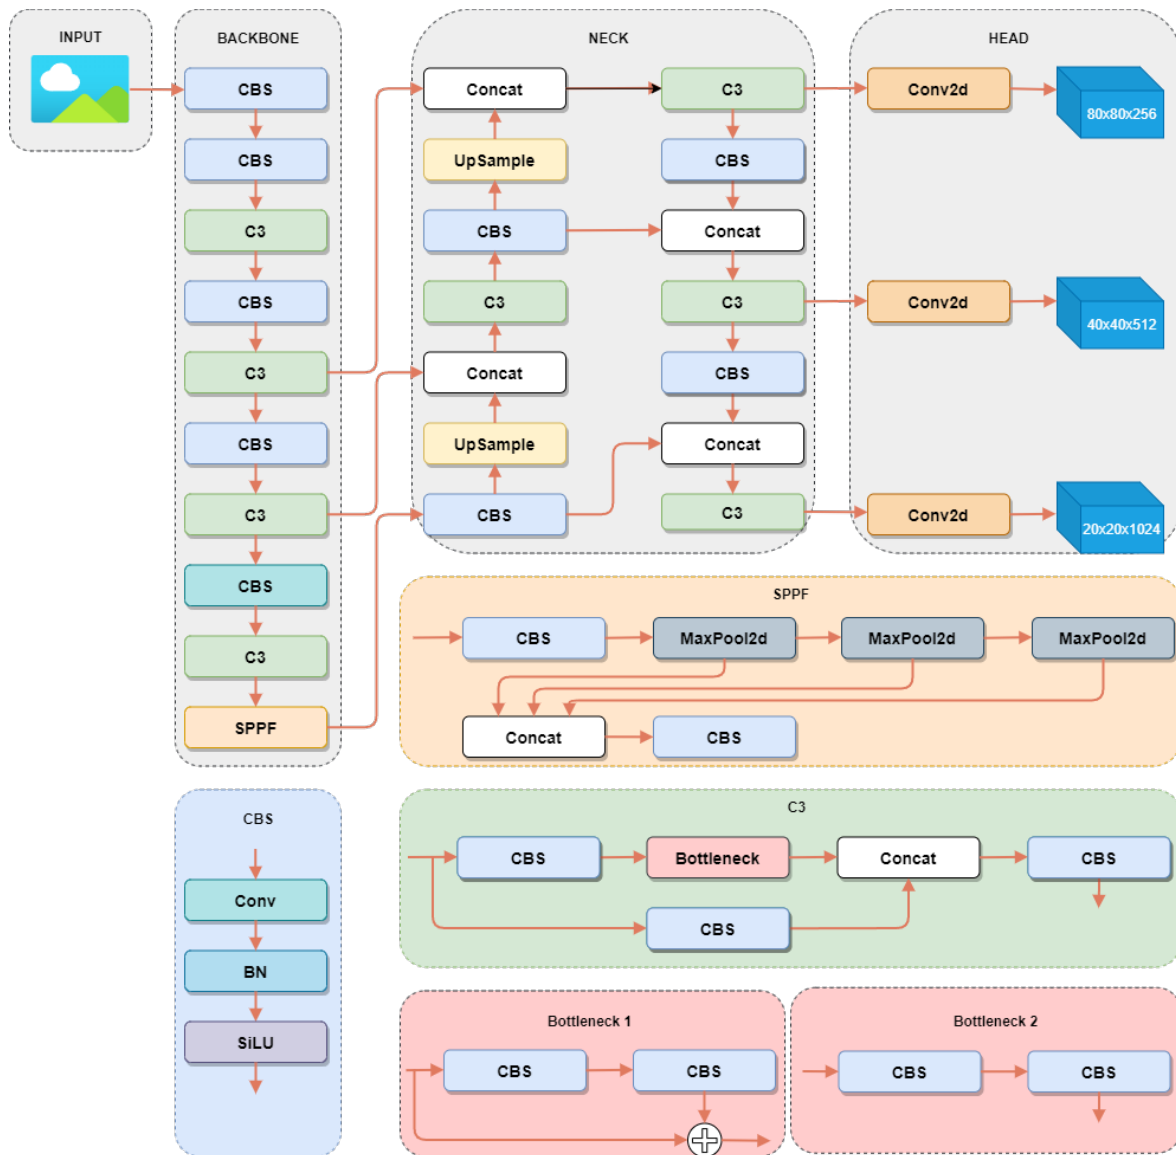 INPUT
BACKBONE
CBS
CBS
C3
CBS
C3
CBS
C3
CBS
C3
SPPF
NECK
Concat
UpSample
CBS
C3
Concat
UpSample
CBS
C3
CBS
Concat
C3
CBS
Concat
C3
HEAD
Conv2d
80x80x256
Conv2d
40x40x512
Conv2d
20x20x1024
SPPF
CBS
MaxPool2d
MaxPool2d
MaxPool2d
Concat
CBS
CBS
Conv
BN
SiLU
C3
CBS
Bottleneck
Concat
CBS
CBS
Bottleneck 1
CBS
CBS
Bottleneck 2
CBS
CBS